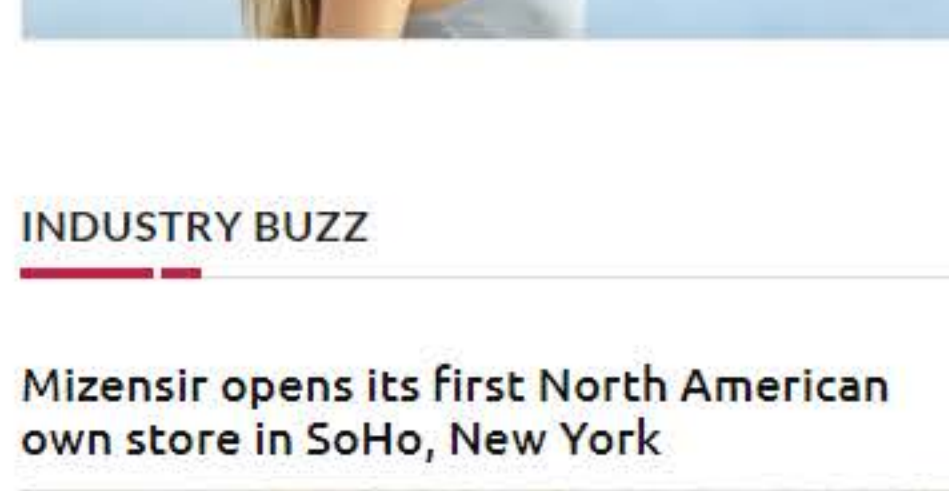 INDUSTRY BUZZ
Mizensir opens its first North American
own store in SoHo, New York